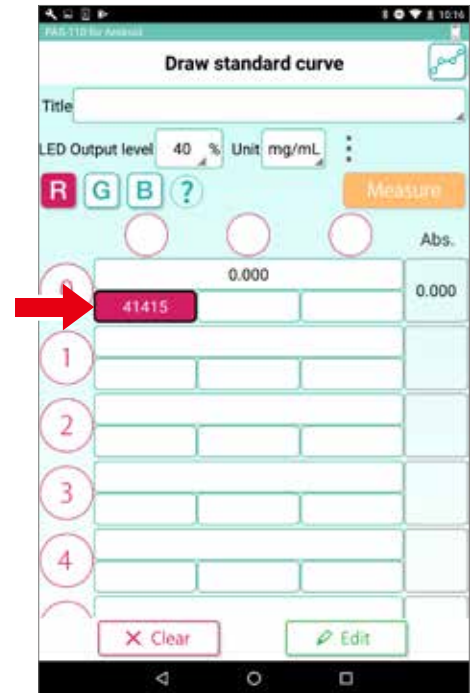 10:16
PAS-110 for Android
Draw standard curve
Title
LED Output level 40 % Unit mg/mL
R G B ? Measure
Abs.
0 0.000 0.000
41415
1
2
3
4
X Clear Edit